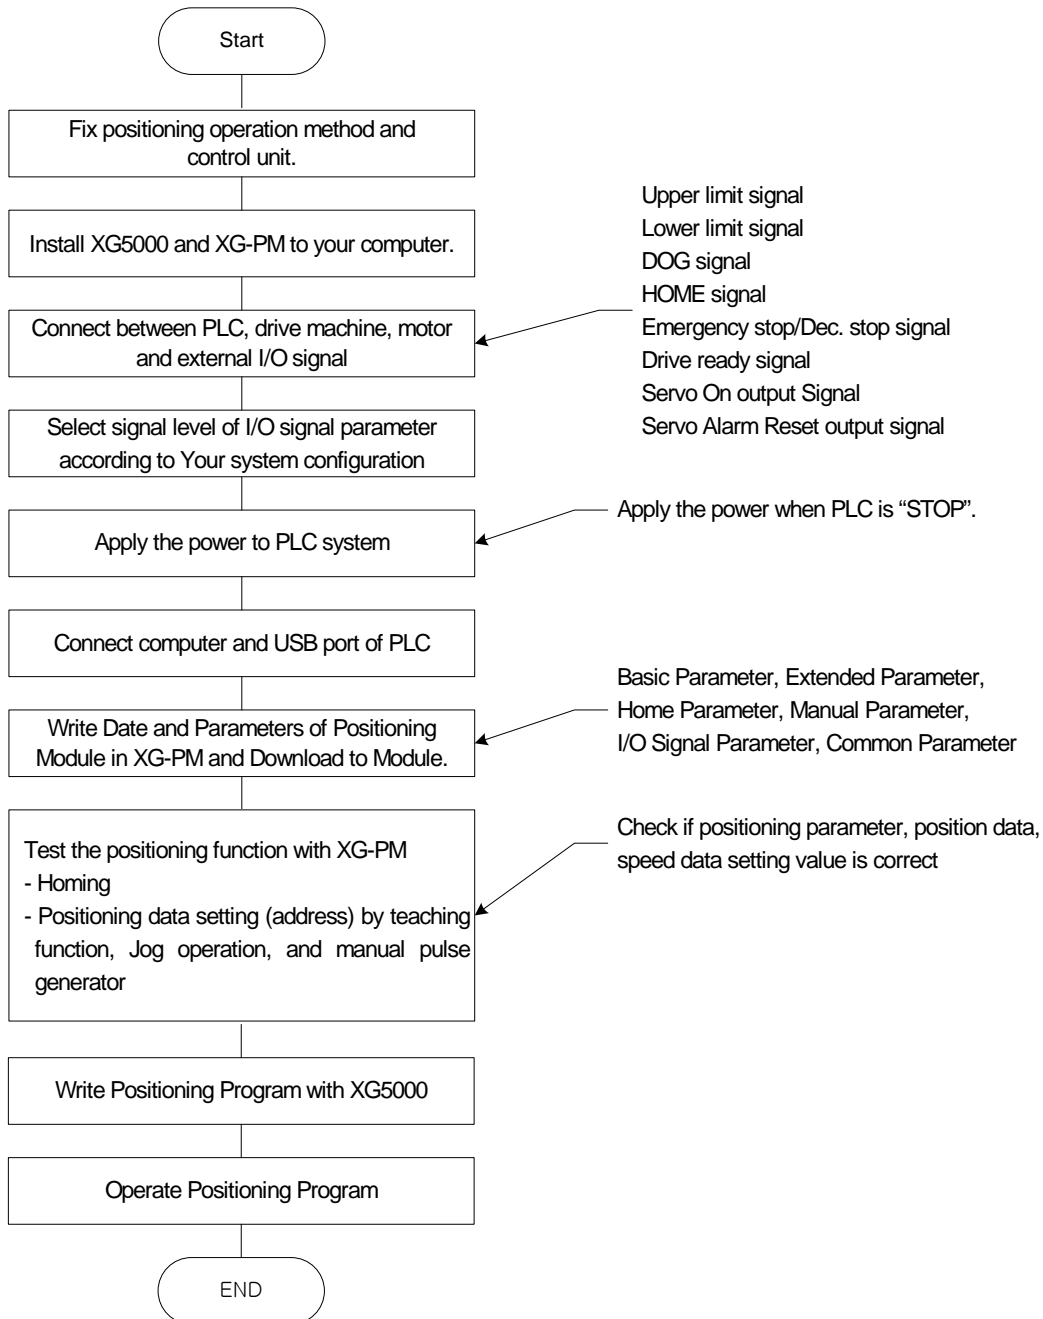 Start
Fix positioning operation method and
control unit.
Install XG5000 and XG-PM to your computer.
Upper limit signal
Lower limit signal
DOG signal
HOME signal
Emergency stop/Dec. stop signal
Drive ready signal
Servo On output Signal
Servo Alarm Reset output signal
Connect between PLC, drive machine, motor
and external I/O signal
Select signal level of I/O signal parameter
according to Your system configuration
Apply the power when PLC is “STOP”.
Apply the power to PLC system
Connect computer and USB port of PLC
Basic Parameter, Extended Parameter,
Home Parameter, Manual Parameter,
I/O Signal Parameter, Common Parameter
Write Date and Parameters of Positioning
Module in XG-PM and Download to Module.
Check if positioning parameter, position data,
speed data setting value is correct
Test the positioning function with XG-PM
- Homing
- Positioning data setting (address) by teaching
function, Jog operation, and manual pulse
generator
Write Positioning Program with XG5000
Operate Positioning Program
END